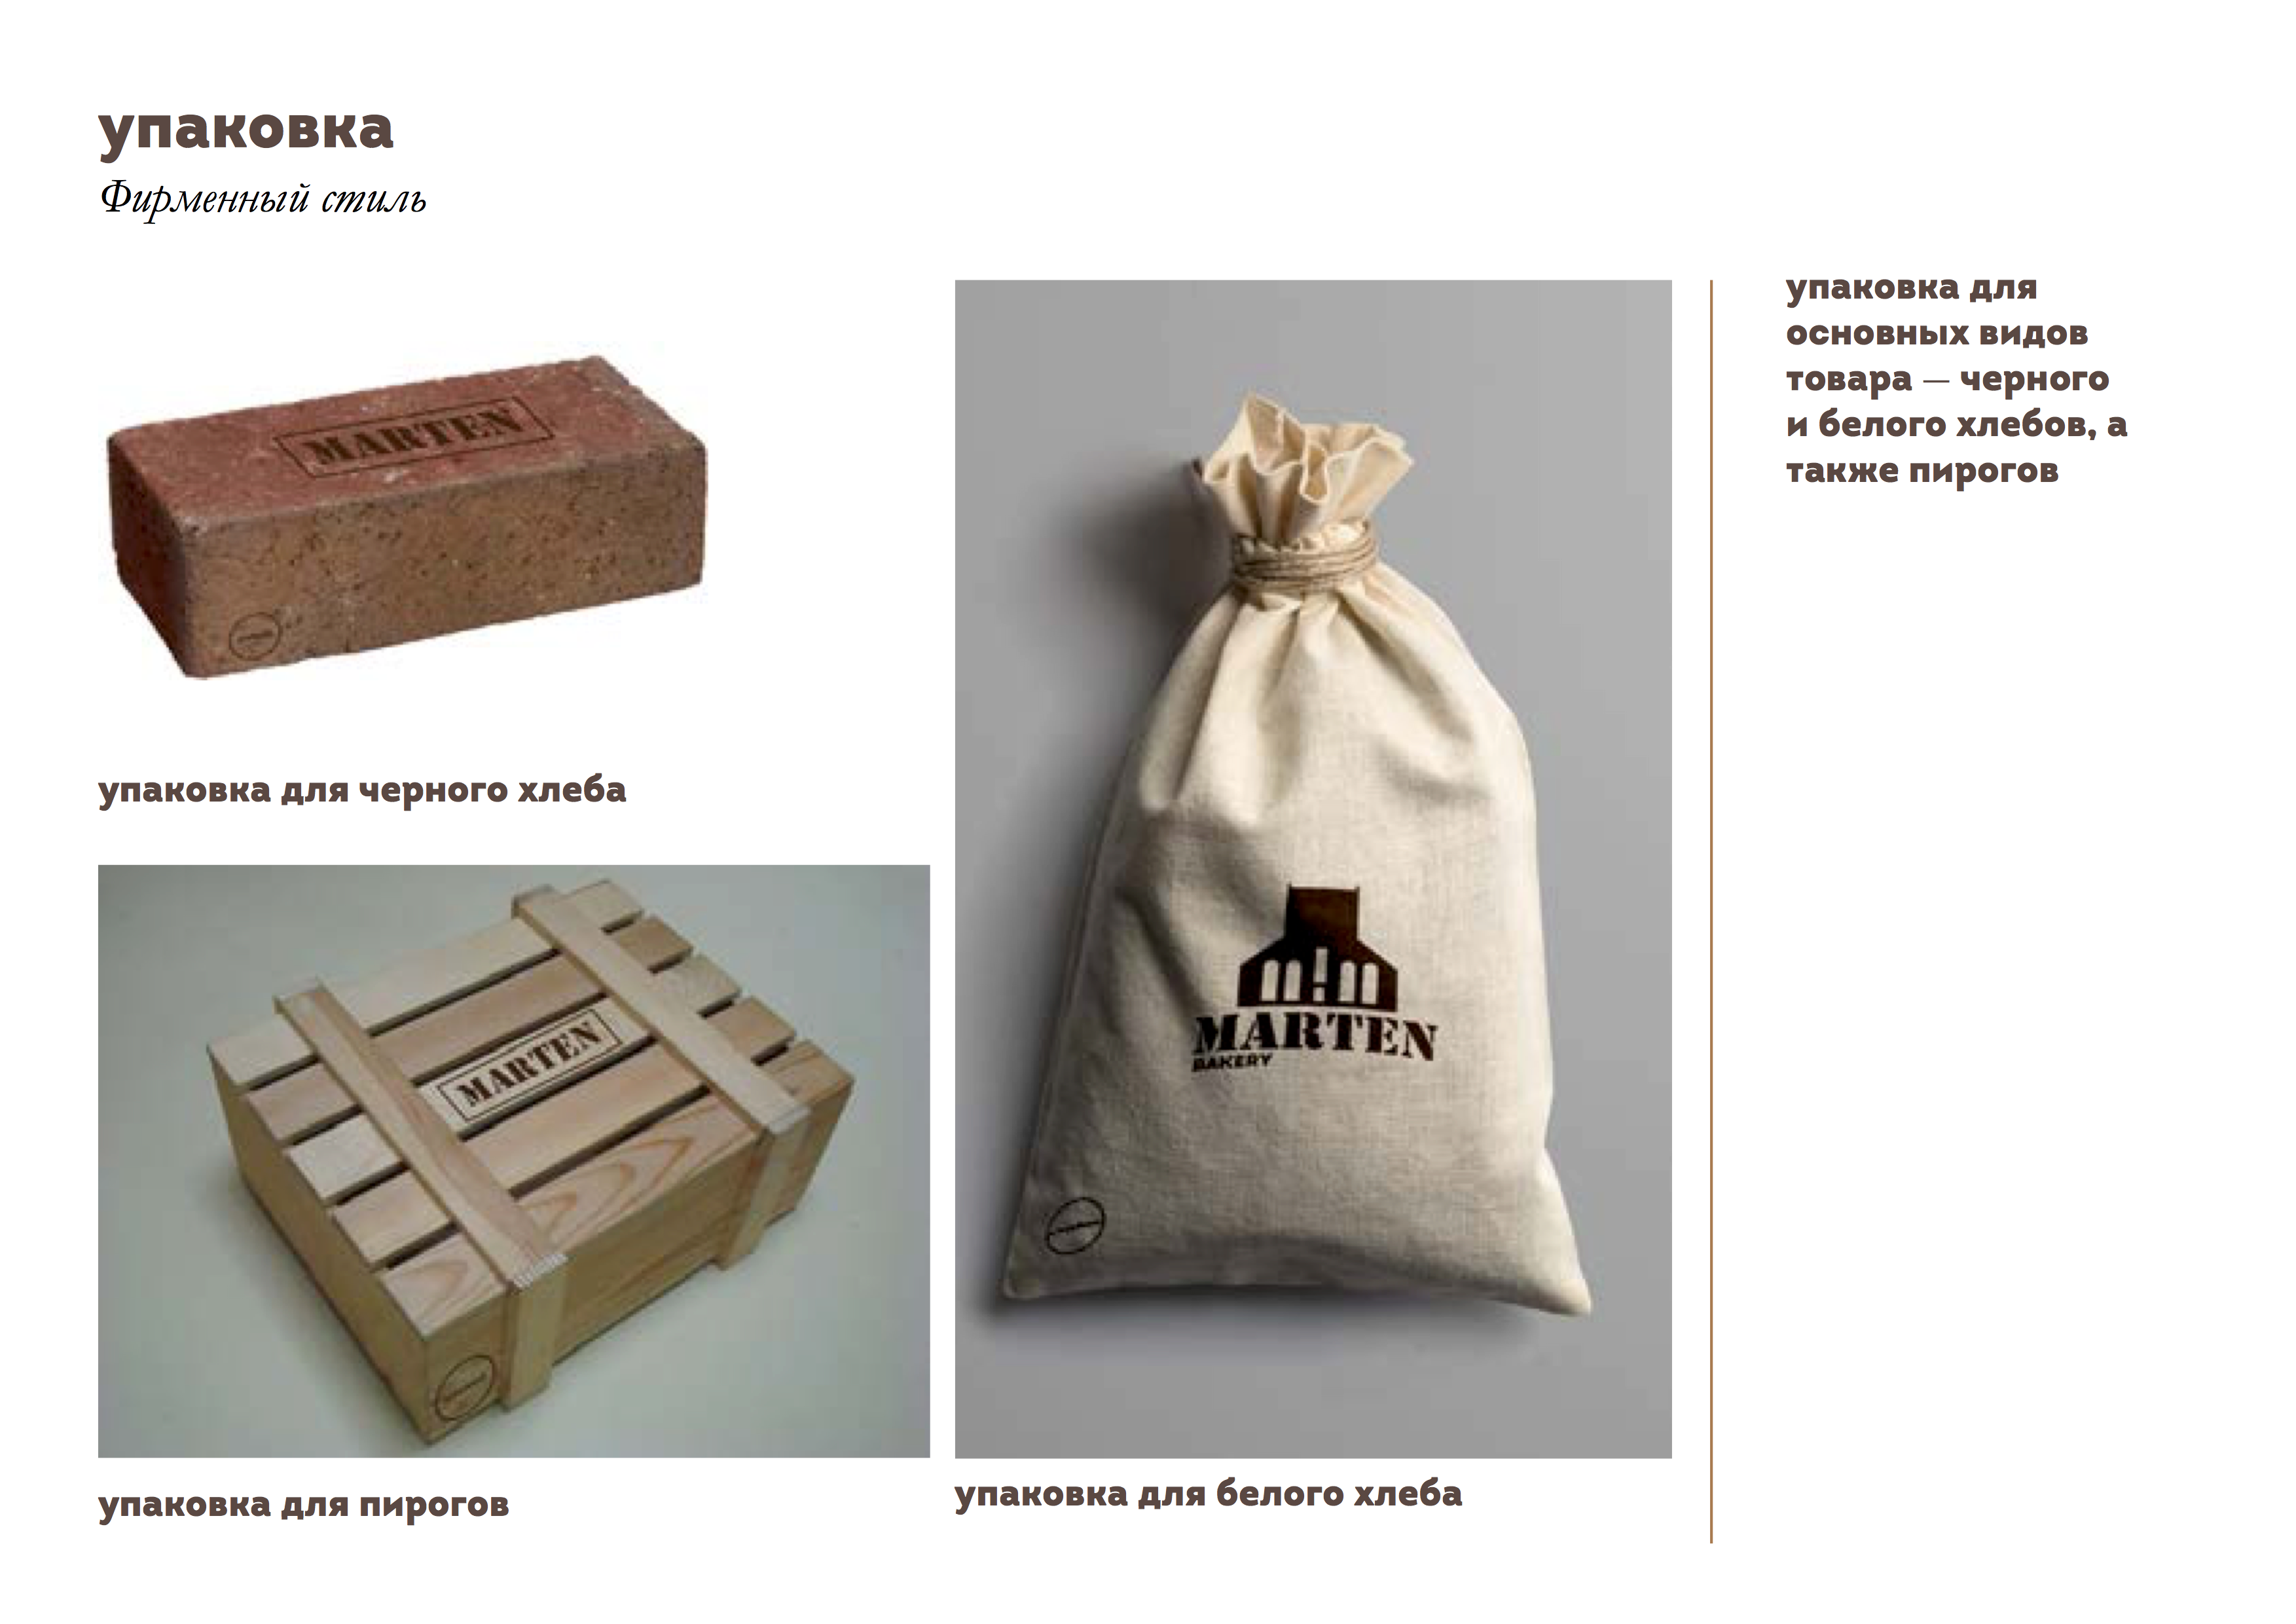 упаковка
Фирменный стиль
MARTEN
упаковка для черного хлеба
MARTEN
упаковка для пирогов
MARTEN
BAKERY
упаковка для белого хлеба
упаковка для
основных видов
товара — черного
и белого хлебов, а
также пирогов